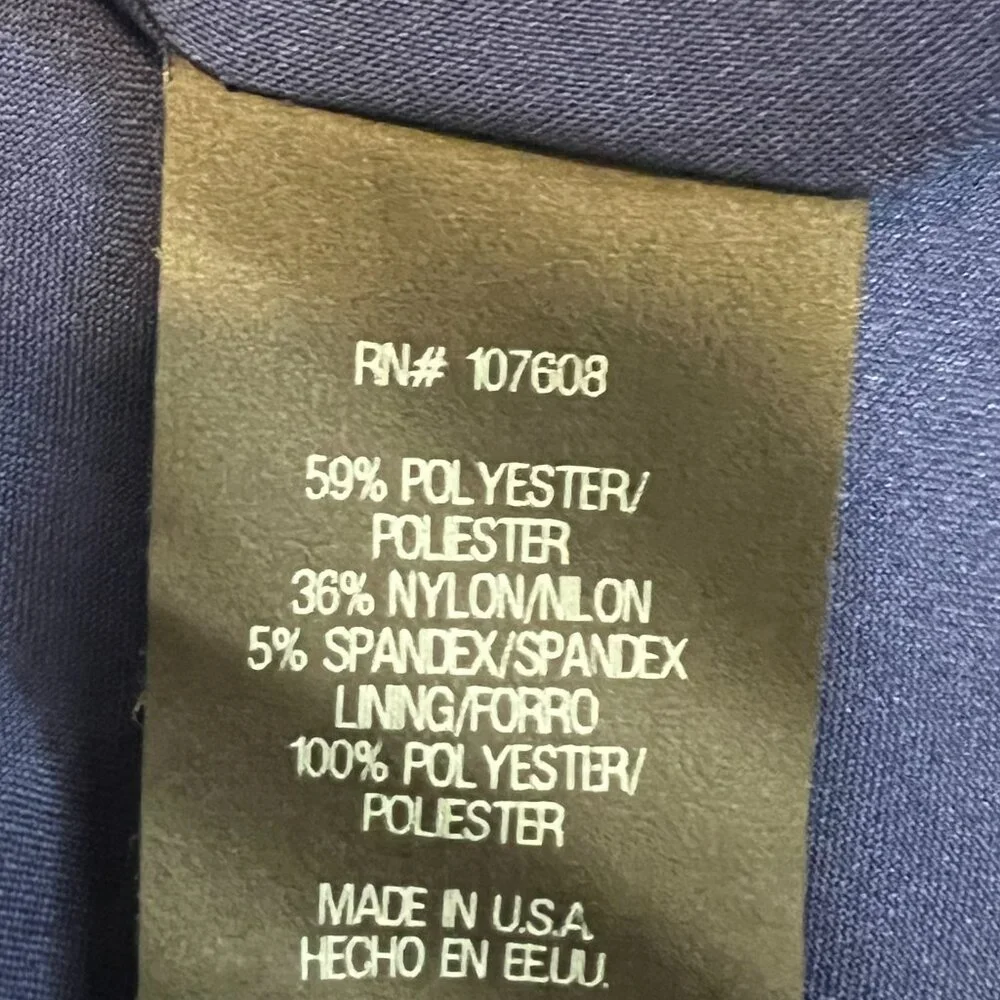 RN# 107608
59% POLYESTER/
POLIESTER
36% NYLON/NILON
5% SPANDEX/SPANDEX
LINING/FORRO
100% POLYESTER/
POLIESTER
MADE IN U.S.A.
HECHO EN EE.UU.